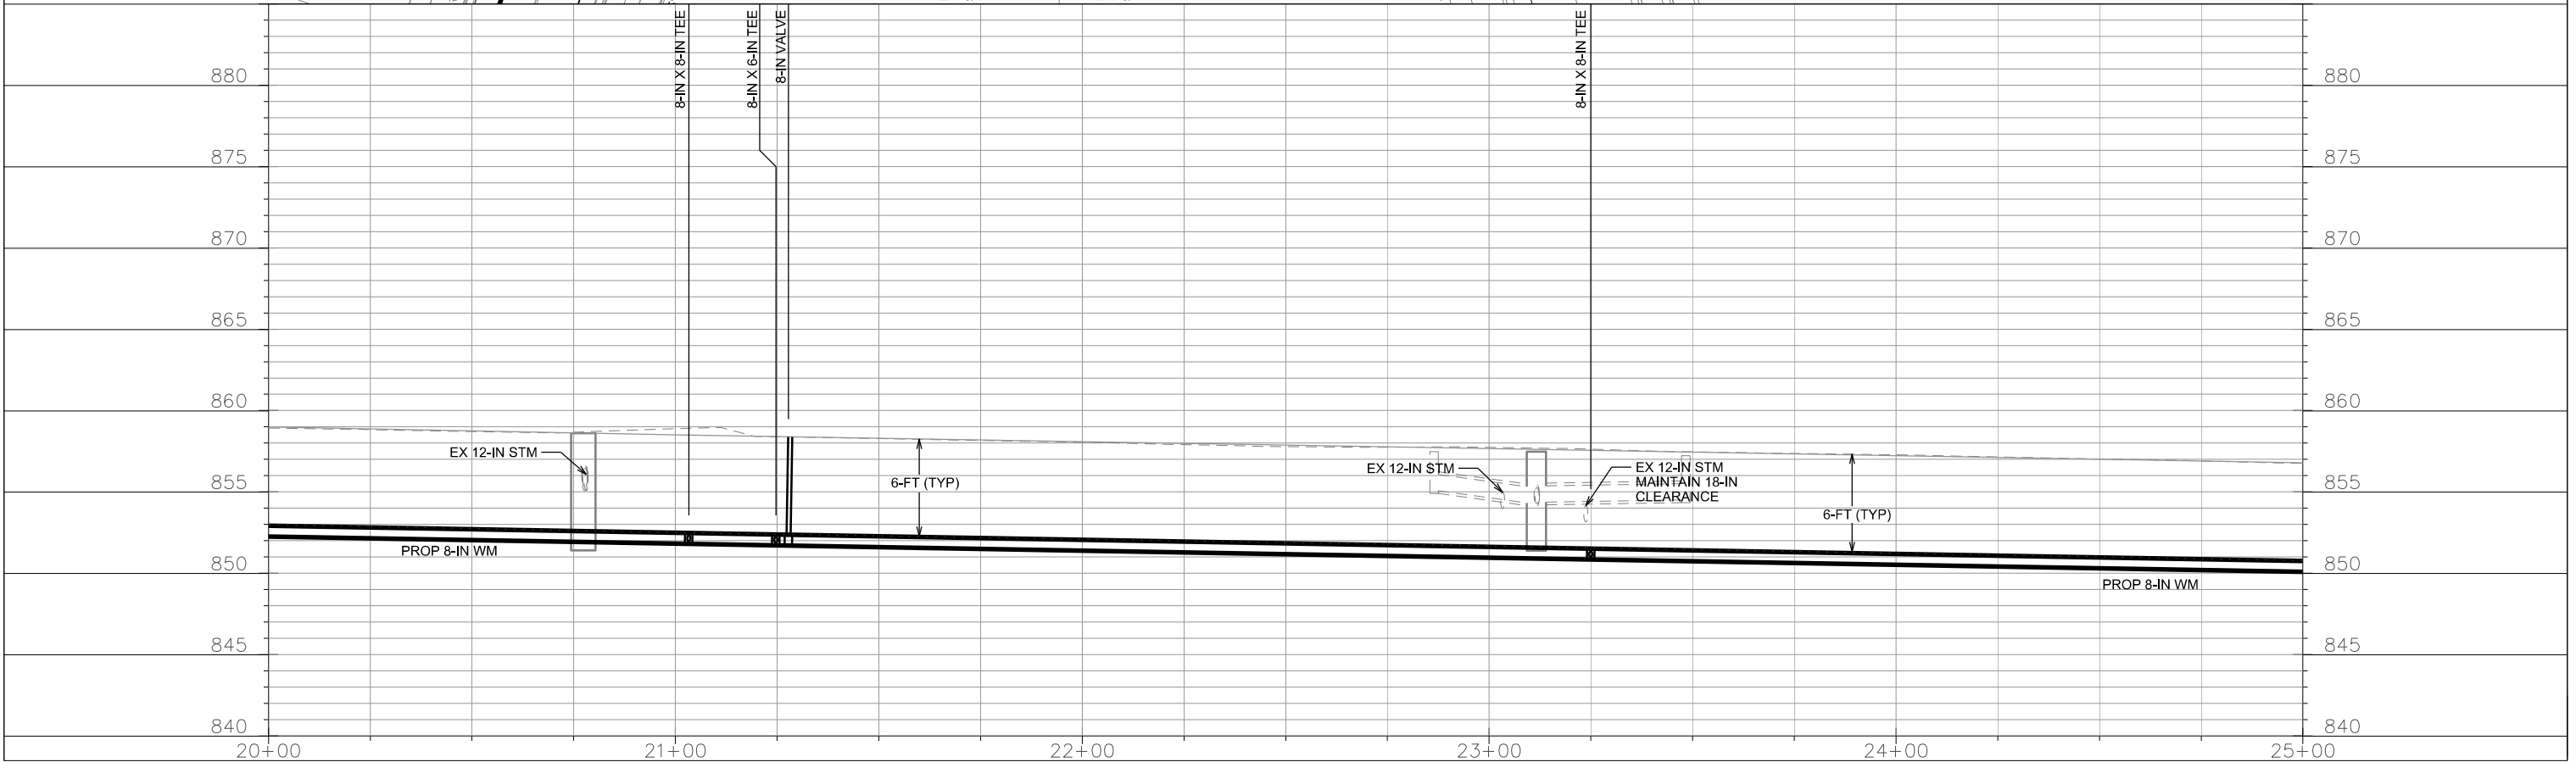 8-IN X 8-IN TEE
8-IN X 6-IN TEE
8-IN VALVE
8-IN X 8-IN TEE
880
880
875
875
870
870
865
865
860
860
EX 12-IN STM
EX 12-IN STM
EX 12-IN STM
MAINTAIN 18-IN
CLEARANCE
6-FT (TYP)
855
855
6-FT (TYP)
PROP 8-IN WM
850
850
PROP 8-IN WM
845
845
840
840
20+00
21+00
22+00
23+00
24+00
25+00